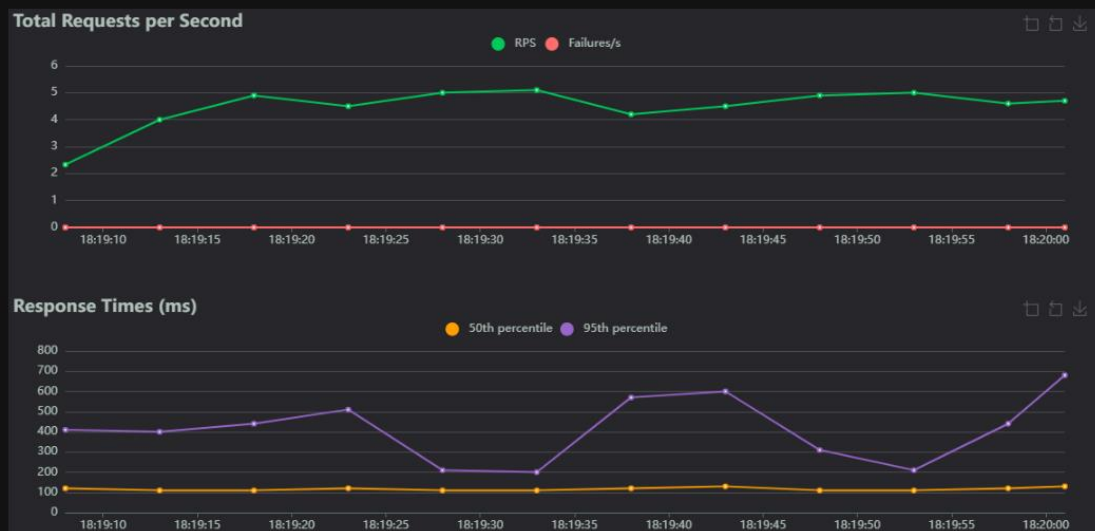 Total Requests per Second
RPS Failures/s
6
5
4
3
2
1
0
18:19:10 18:19:15 18:19:20 18:19:25 18:19:30 18:19:35 18:19:40 18:19:45 18:19:50 18:19:55 18:20:00
Response Times (ms)
50th percentile 95th percentile
800
700
600
500
400
300
200
100
0
18:19:10 18:19:15 18:19:20 18:19:25 18:19:30 18:19:35 18:19:40 18:19:45 18:19:50 18:19:55 18:20:00